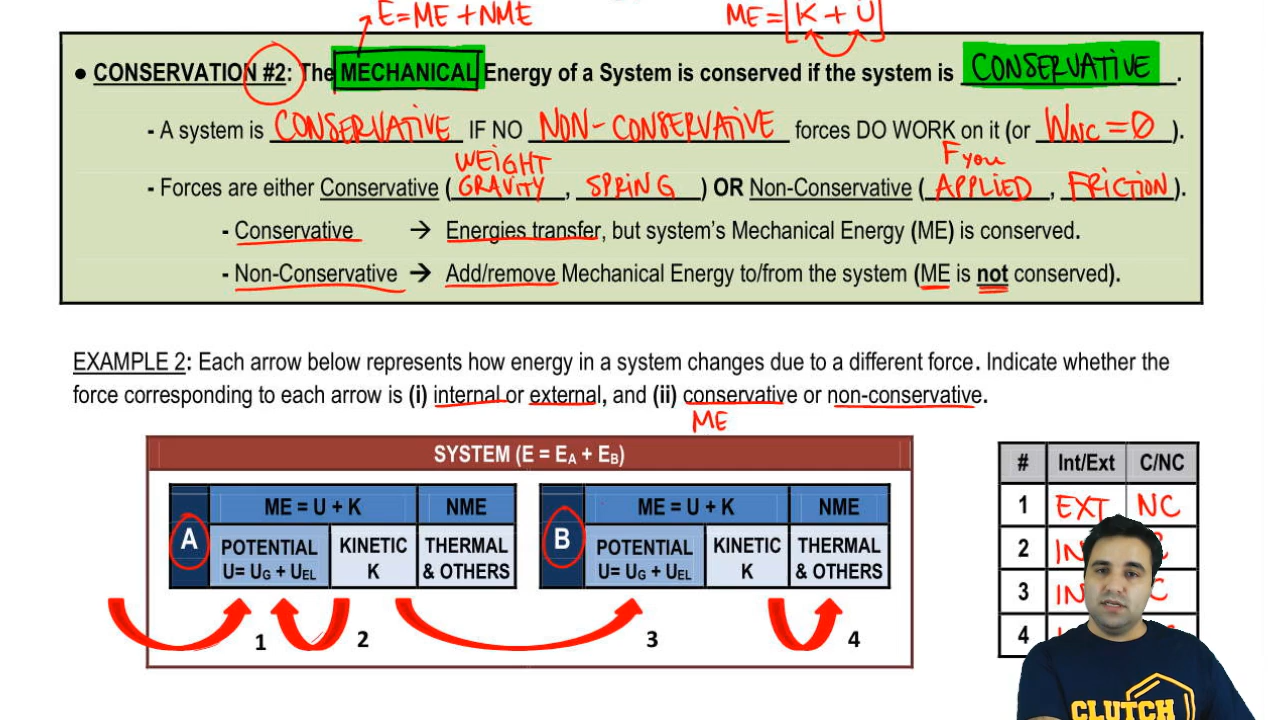 E=ME+NME ME=[K+U]
• CONSERVATION #2: The MECHANICAL Energy of a System is conserved if the system is CONSERVATIVE.
- A system is CONSERVATIVE IF NO NON-CONSERVATIVE forces DO WORK on it (or WNC=0).
WEIGHT Fyou
- Forces are either Conservative (GRAVITY, SPRING) OR Non-Conservative (APPLIED, FRICTION).
- Conservative → Energies transfer, but system's Mechanical Energy (ME) is conserved.
- Non-Conservative → Add/remove Mechanical Energy to/from the system (ME is not conserved).
EXAMPLE 2: Each arrow below represents how energy in a system changes due to a different force. Indicate whether the
force corresponding to each arrow is (i) internal or external, and (ii) conservative or non-conservative.
ME
SYSTEM (E = EA + EB)
A
ME = U + K NME
POTENTIAL KINETIC THERMAL
U= UG + UEL K & OTHERS
B
ME = U + K NME
POTENTIAL KINETIC THERMAL
U= UG + UEL K & OTHERS
1 2 3 4
# Int/Ext C/NC
1 EXT NC
2
3
4
CLUTCH